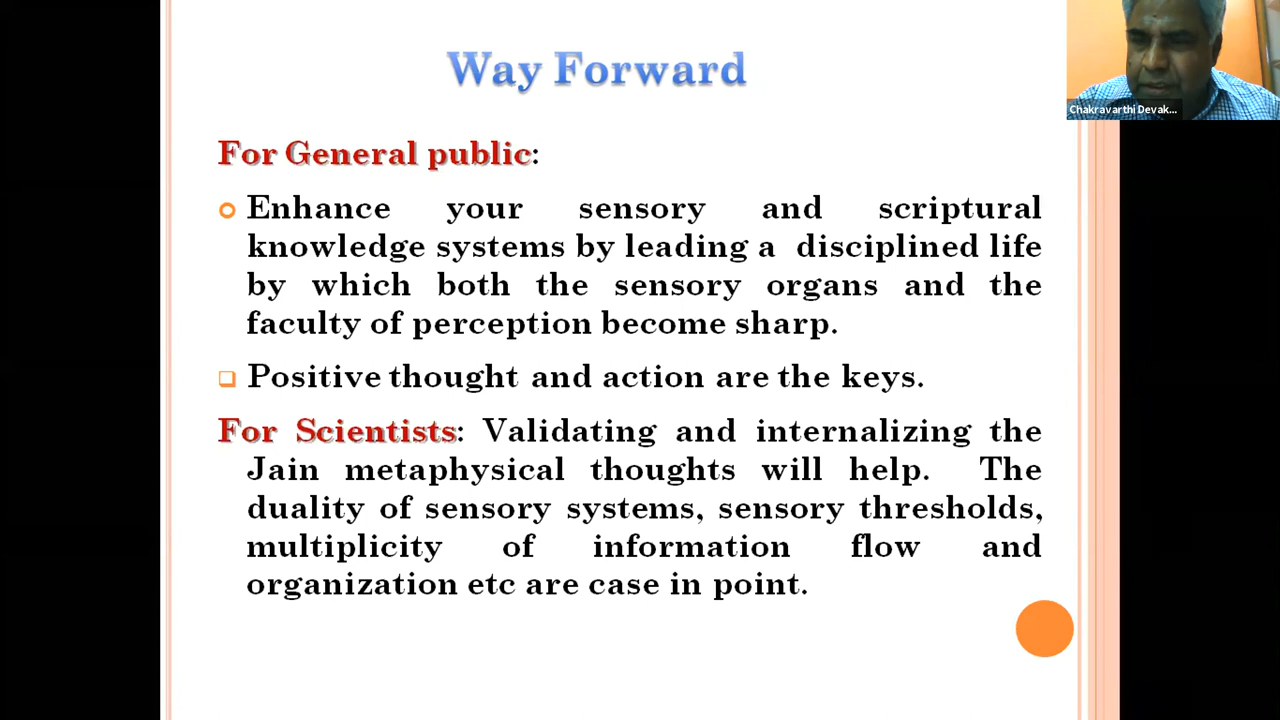 Way Forward
Chakravarthi Devak...
For General public:
Enhance your sensory and scriptural
knowledge systems by leading a disciplined life
by which both the sensory organs and the
faculty of perception become sharp.
Positive thought and action are the keys.
For Scientists: Validating and internalizing the
Jain metaphysical thoughts will help. The
duality of sensory systems, sensory thresholds,
multiplicity of information flow and
organization etc are case in point.